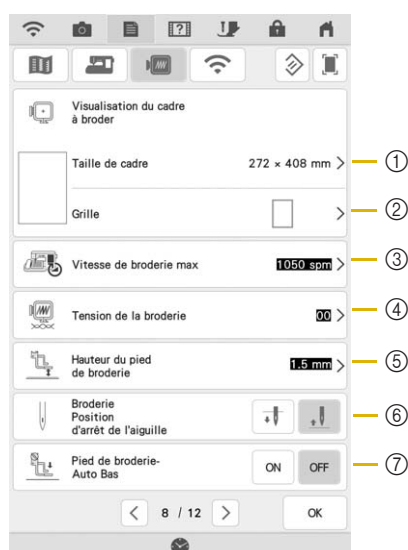 Visualisation du cadre
à broder
Taille de cadre 272 × 408 mm > ①
Grille > ②
Vitesse de broderie max 1050 spm > ③
Tension de la broderie 00 > ④
Hauteur du pied
de broderie 1.5 mm > ⑤
Broderie
Position
d'arrêt de l'aiguille ⑥
Pied de broderie-
Auto Bas ON OFF ⑦
< 8 / 12 > OK